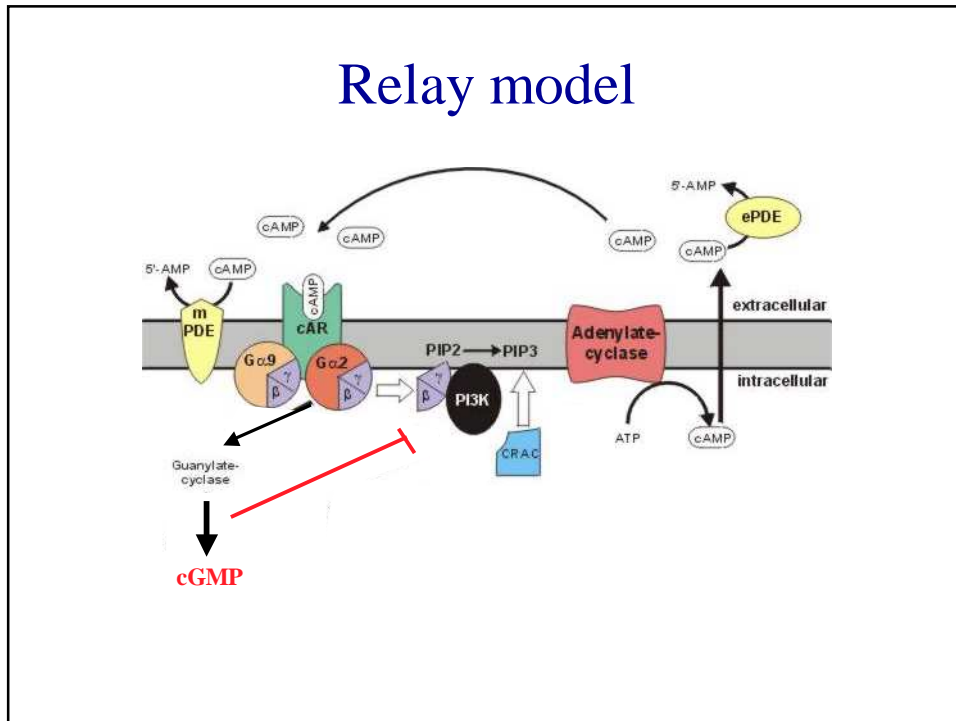 Relay model
5'-AMP
ePDE
cAMP
cAMP
cAMP
cAMP
5'-AMP
cAMP
cAMP
extracellular
m
PDE
cAR
Adenylate-
cyclase
PIP2
PIP3
Gα9
Gα2
intracellular
γ
β
γ
β
γ
β
PI3K
ATP
cAMP
CRAC
Guanylate-
cyclase
cGMP